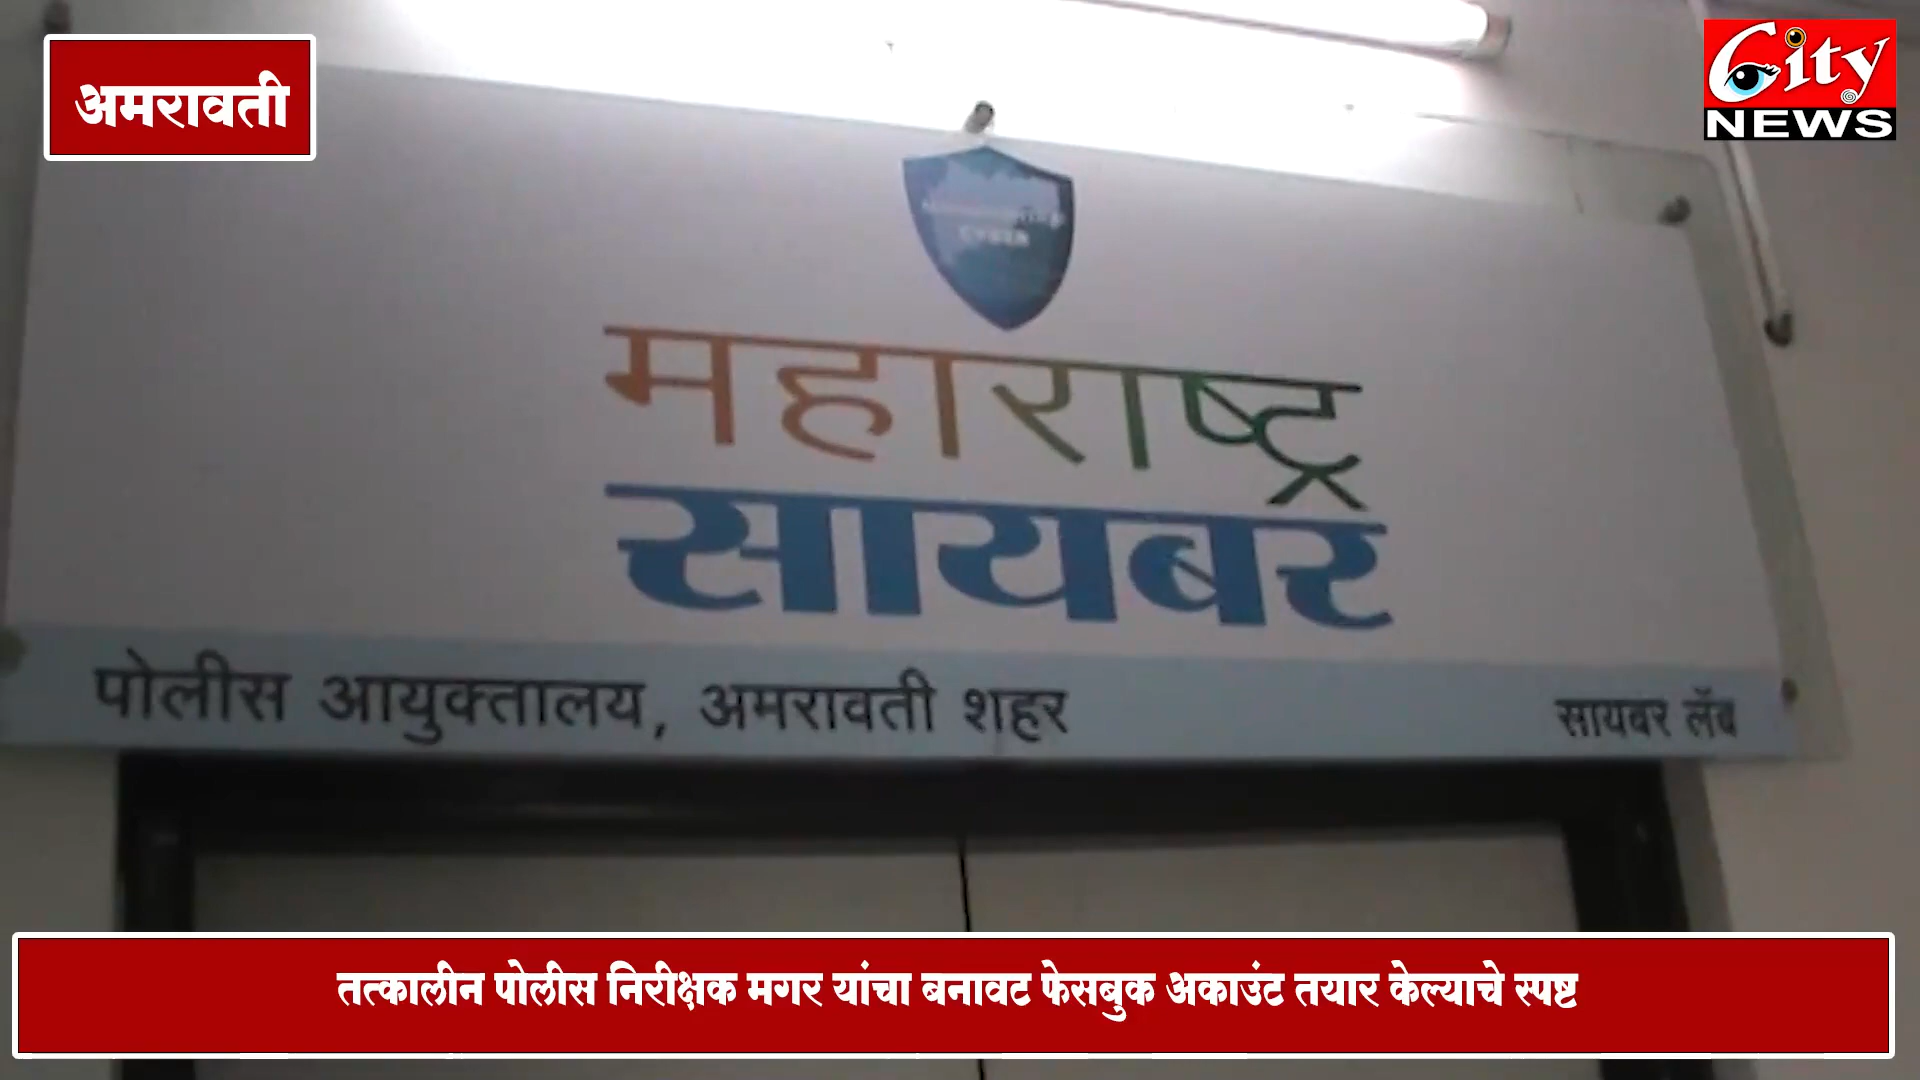 अमरावती
City
NEWS
CYBER
महाराष्ट्र
सायबर
पोलीस आयुक्तालय, अमरावती शहर
सायबर लॅब
तत्कालीन पोलीस निरीक्षक मगर यांचा बनावट फेसबुक अकाउंट तयार केल्याचे स्पष्ट